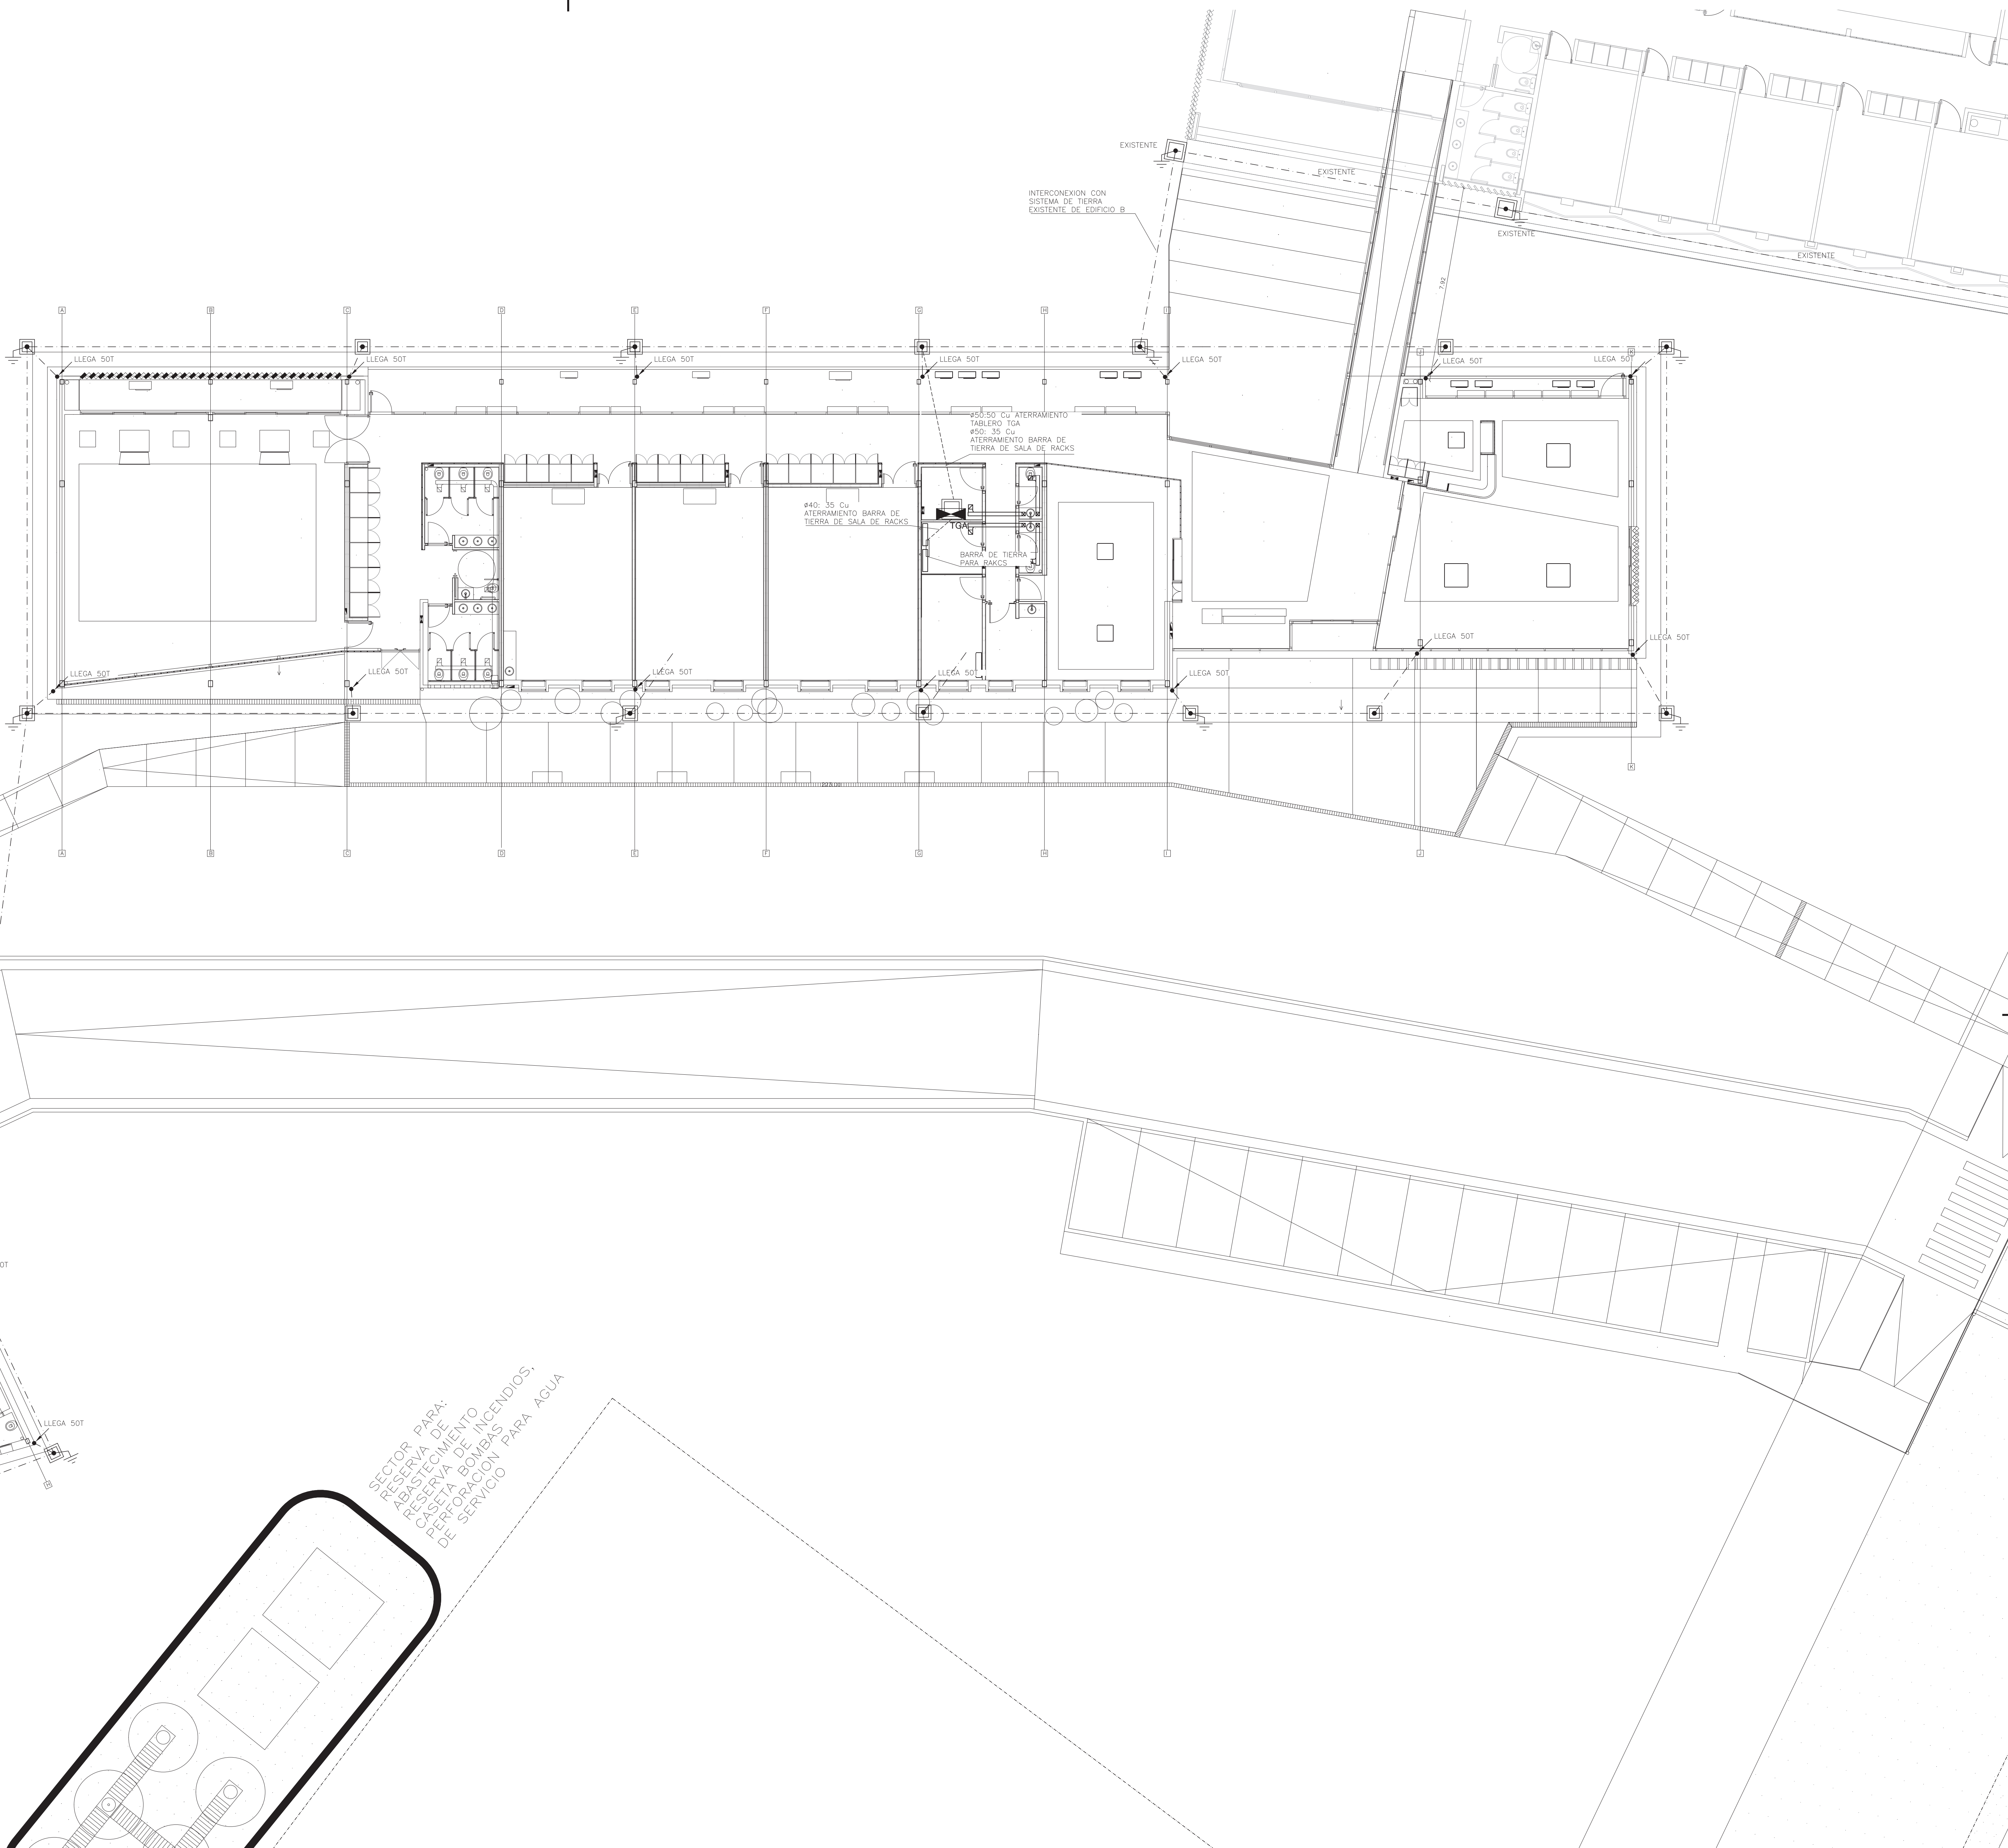 EXISTENTE
EXISTENTE
INTERCONEXIÓN CON
SISTEMA DE TIERRA
EXISTENTE DE EDIFICIO B
EXISTENTE
EXISTENTE
7.92
A
B
C
D
E
F
G
H
I
J
LLEGA 50T
LLEGA 50T
LLEGA 50T
LLEGA 50T
LLEGA 50T
LLEGA 50T
LLEGA 50T
ø50:50 Cu ATERRAMIENTO
TABLERO TGA
ø50: 35 Cu
ATERRAMIENTO BARRA DE
TIERRA DE SALA DE RACKS
ø40: 35 Cu
ATERRAMIENTO BARRA DE
TIERRA DE SALA DE RACKS
TGA
BARRA DE TIERRA
PARA RAKCS
LLEGA 50T
LLEGA 50T
LLEGA 50T
LLEGA 50T
LLEGA 50T
LLEGA 50T
LLEGA 50T
K
A
B
C
D
E
F
G
H
I
J
0T
LLEGA 50T
H
SECTOR PARA:
RESERVA DE
ABASTECIMIENTO
RESERVA DE INCENDIOS,
CASETA BOMBAS
PERFORACION PARA AGUA
DE SERVICIO